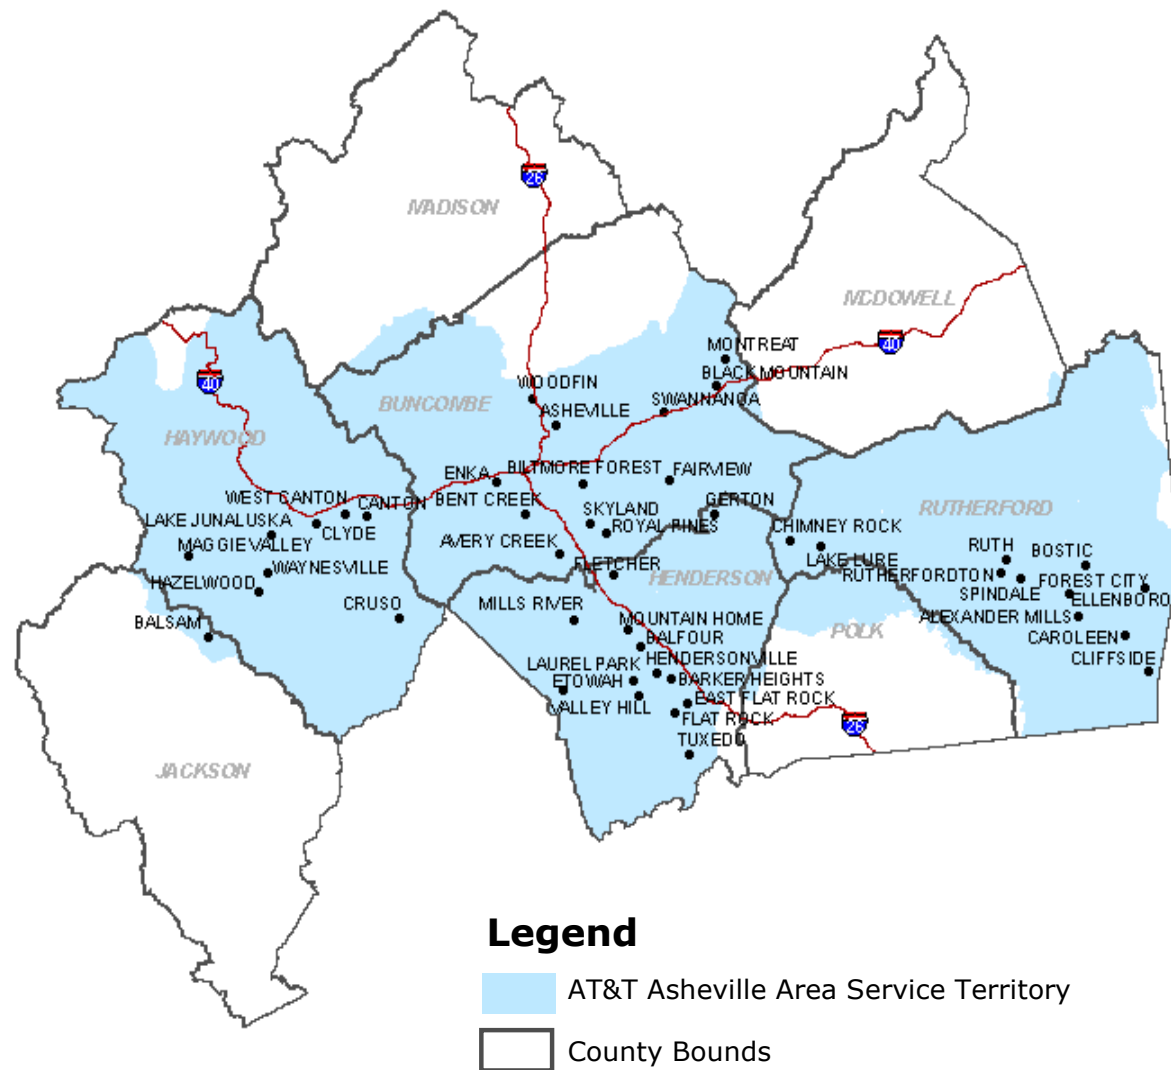 26
MADISON
MCDOWELL
40
MONTREAT
BLACK MOUNTAIN
40
WOODFIN
BUNCOMBE
SWANNANOA
ASHEVILLE
HAYWOOD
ENKA
BILTMORE FOREST
FAIRVIEW
WEST CANTON
CANTON
BENT CREEK
GERTON
SKYLAND
RUTHERFORD
LAKE JUNALUSKA
CLYDE
ROYAL PINES
CHIMNEY ROCK
MAGGIE VALLEY
AVERY CREEK
LAKE LURE
RUTH
BOSTIC
WAYNESVILLE
FLETCHER
HENDERSON
RUTHERFORDTON
FOREST CITY
HAZELWOOD
SPINDALE
ELLENBORO
CRUSO
MILLS RIVER
MOUNTAIN HOME
ALEXANDER MILLS
BALSAM
BALFOUR
POLK
CAROLEEN
LAUREL PARK
HENDERSONVILLE
CLIFFSIDE
ETOWAH
BARKER HEIGHTS
VALLEY HILL
EAST FLAT ROCK
FLAT ROCK
26
TUXEDO
JACKSON
Legend
AT&T Asheville Area Service Territory
County Bounds